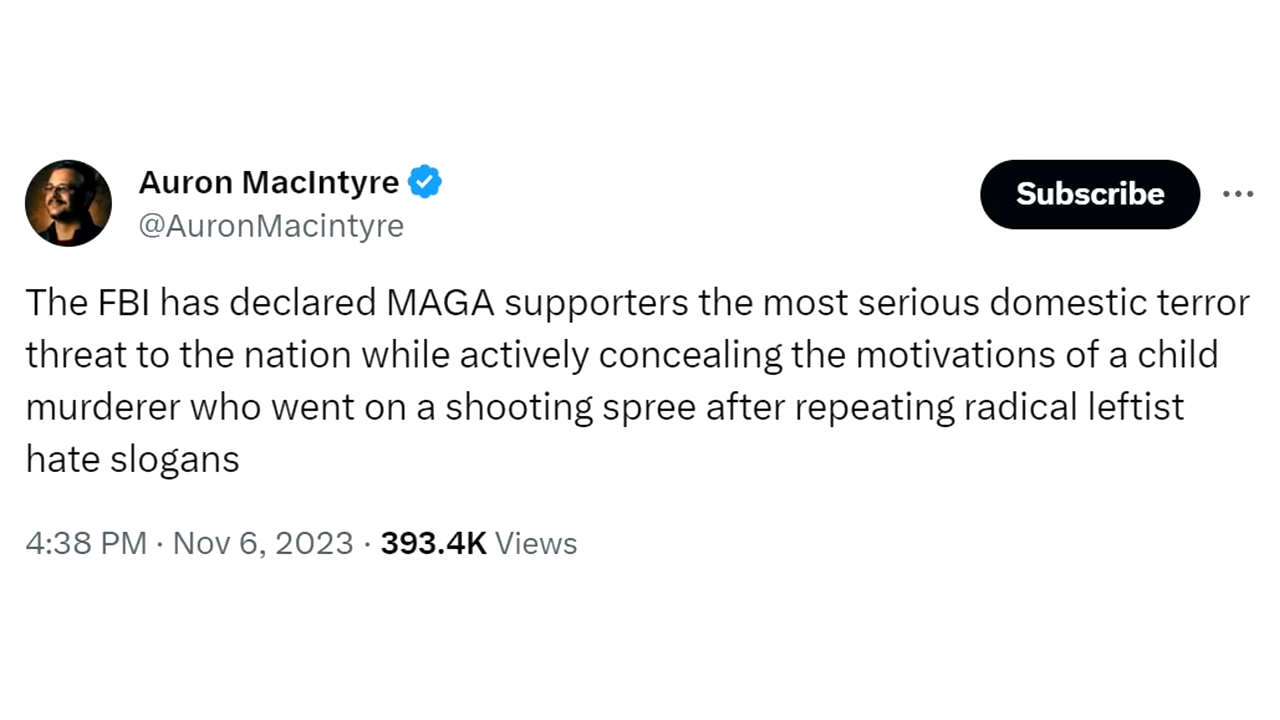 Auron MacIntyre
@AuronMacintyre
Subscribe
The FBI has declared MAGA supporters the most serious domestic terror
threat to the nation while actively concealing the motivations of a child
murderer who went on a shooting spree after repeating radical leftist
hate slogans
4:38 PM · Nov 6, 2023 · 393.4K Views